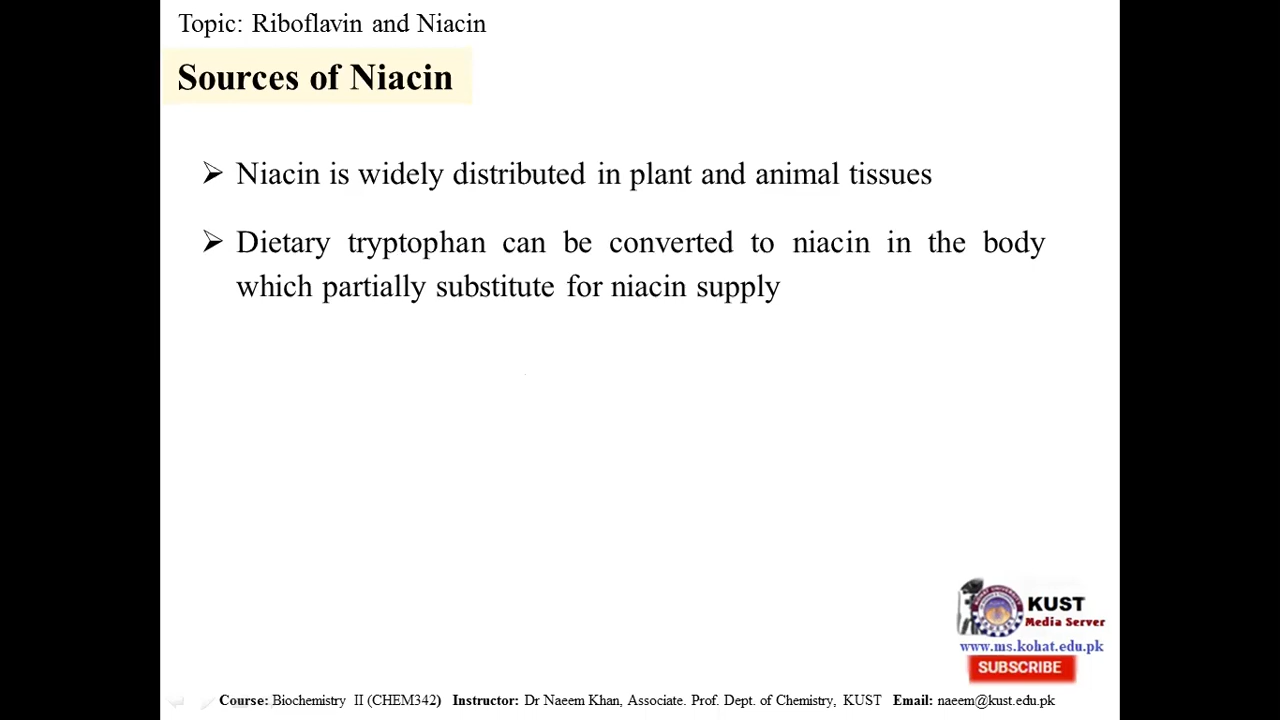 Topic: Riboflavin and Niacin
Sources of Niacin
➢ Niacin is widely distributed in plant and animal tissues
➢ Dietary tryptophan can be converted to niacin in the body
which partially substitute for niacin supply
KUST
Media Server
www.ms.kohat.edu.pk
SUBSCRIBE
Course: Biochemistry II (CHEM342) Instructor: Dr Naeem Khan, Associate. Prof. Dept. of Chemistry, KUST Email: naeem@kust.edu.pk